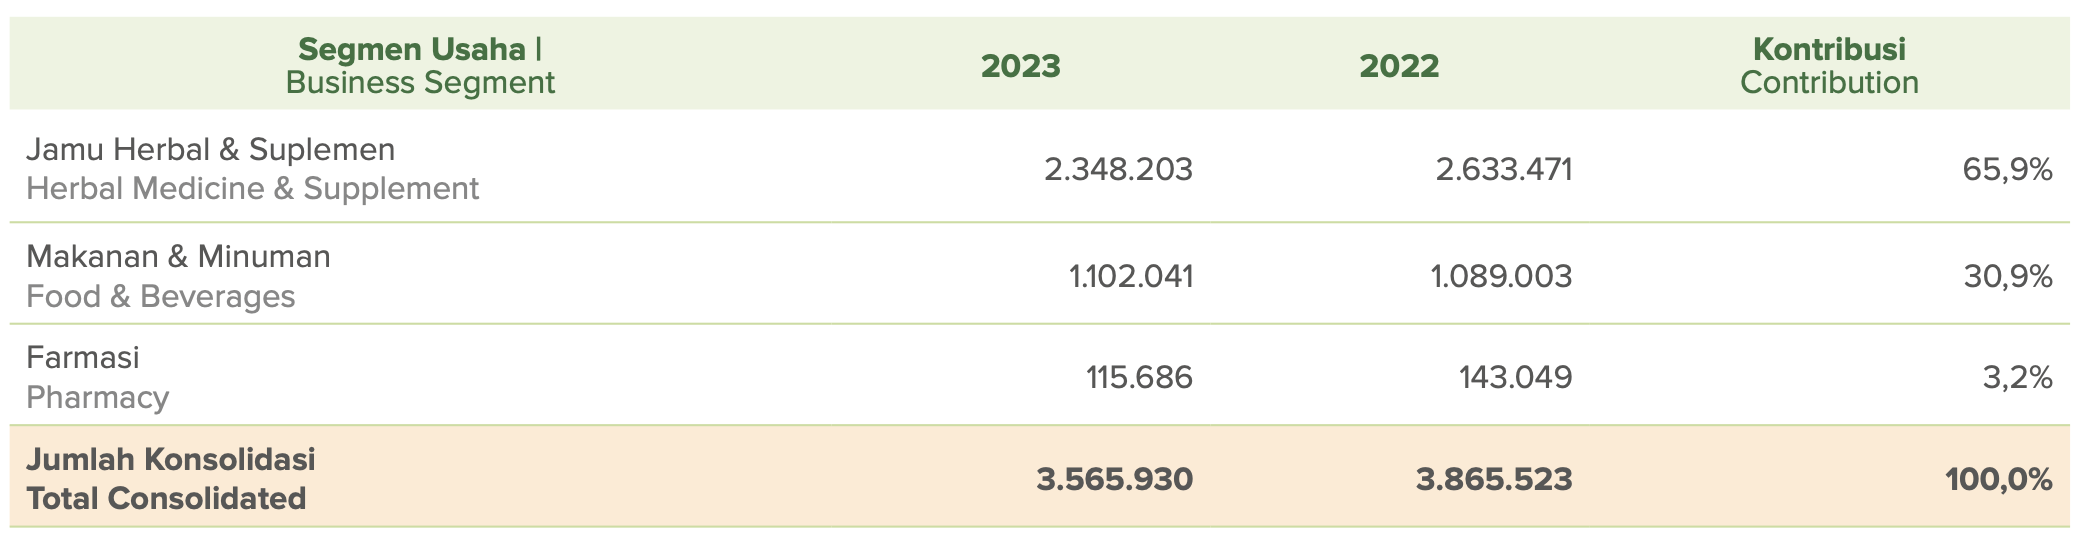 Segmen Usaha |
Business Segment
2023
2022
Kontribusi
Contribution
Jamu Herbal & Suplemen
Herbal Medicine & Supplement
2.348.203
2.633.471
65,9%
Makanan & Minuman
Food & Beverages
1.102.041
1.089.003
30,9%
Farmasi
Pharmacy
115.686
143.049
3,2%
Jumlah Konsolidasi
Total Consolidated
3.565.930
3.865.523
100,0%